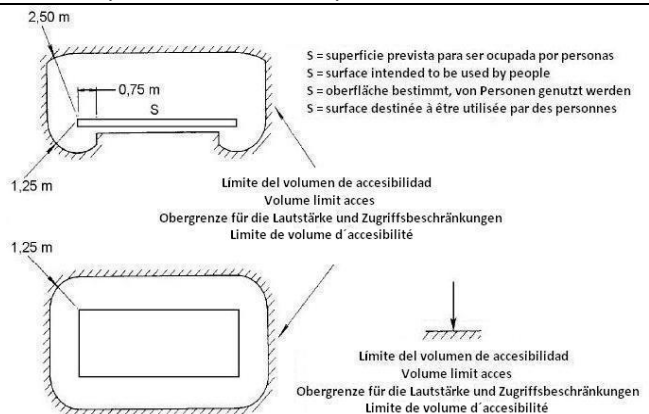 2,50 m
S = superficie prevista para ser ocupada por personas
S = surface intended to be used by people
S = oberfläche bestimmt, von Personen genutzt werden
S = surface destinée à être utilisée par des personnes
0,75 m
S
1,25 m
Límite del volumen de accesibilidad
Volume limit acces
Obergrenze für die Lautstärke und Zugriffsbeschränkungen
Limite de volume d´accesibilité
1,25 m
Límite del volumen de accesibilidad
Volume limit acces
Obergrenze für die Lautstärke und Zugriffsbeschränkungen
Limite de volume d´accesibilité